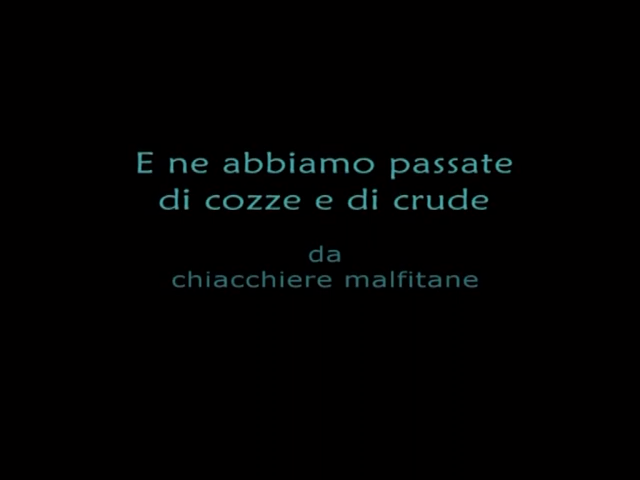 E ne abbiamo passate
di cozze e di crude
da
chiacchiere malfitane